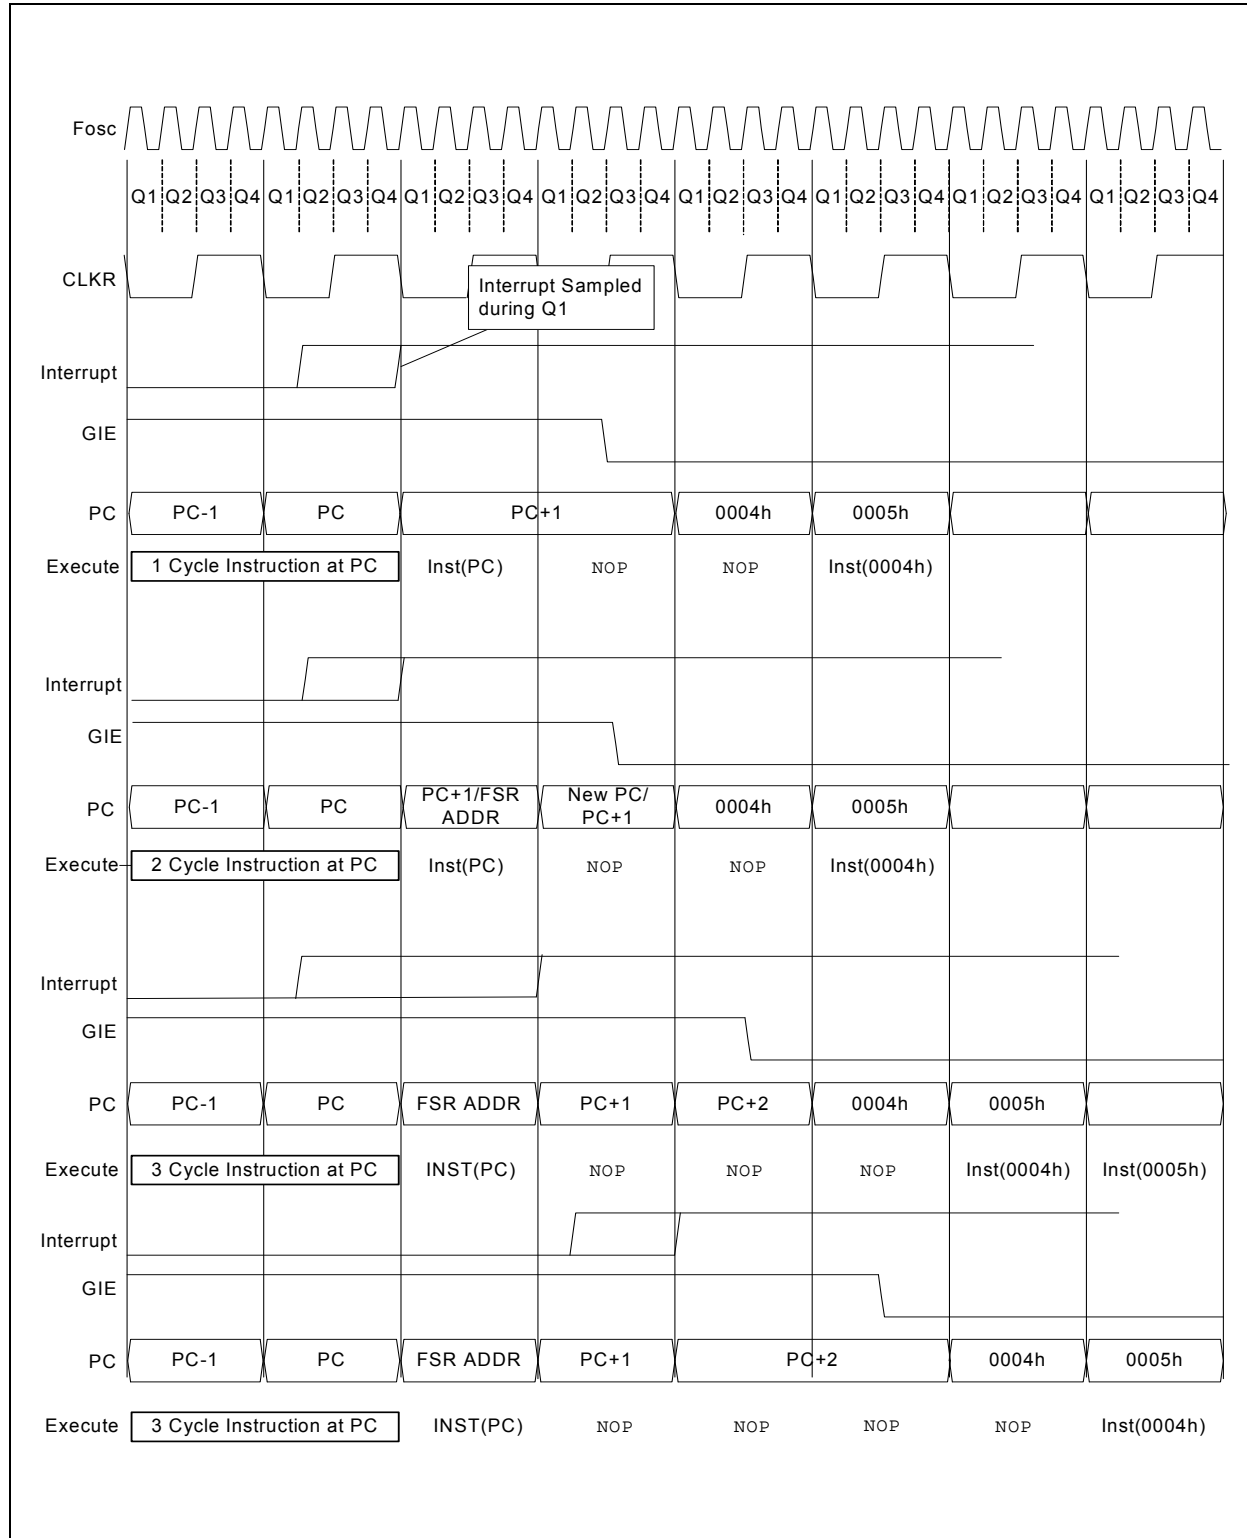 Fosc
Q1 Q2 Q3 Q4 Q1 Q2 Q3 Q4 Q1 Q2 Q3 Q4 Q1 Q2 Q3 Q4 Q1 Q2 Q3 Q4 Q1 Q2 Q3 Q4 Q1 Q2 Q3 Q4 Q1 Q2 Q3 Q4
CLKR
Interrupt Sampled
during Q1
Interrupt
GIE
PC PC-1 PC PC+1 0004h 0005h
Execute 1 Cycle Instruction at PC Inst(PC) NOP NOP Inst(0004h)
Interrupt
GIE
PC PC-1 PC PC+1/FSR ADDR New PC/ PC+1 0004h 0005h
Execute 2 Cycle Instruction at PC Inst(PC) NOP NOP Inst(0004h)
Interrupt
GIE
PC PC-1 PC FSR ADDR PC+1 PC+2 0004h 0005h
Execute 3 Cycle Instruction at PC INST(PC) NOP NOP NOP Inst(0004h) Inst(0005h)
Interrupt
GIE
PC PC-1 PC FSR ADDR PC+1 PC+2 0004h 0005h
Execute 3 Cycle Instruction at PC INST(PC) NOP NOP NOP NOP Inst(0004h)